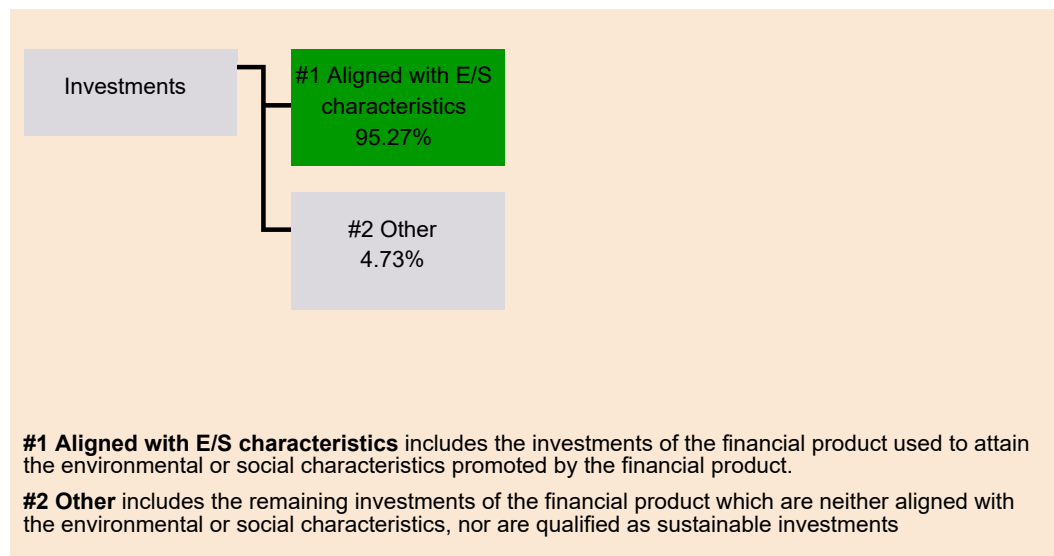 Investments
#1 Aligned with E/S
characteristics
95.27%
#2 Other
4.73%
#1 Aligned with E/S characteristics includes the investments of the financial product used to attain
the environmental or social characteristics promoted by the financial product.
#2 Other includes the remaining investments of the financial product which are neither aligned with
the environmental or social characteristics, nor are qualified as sustainable investments